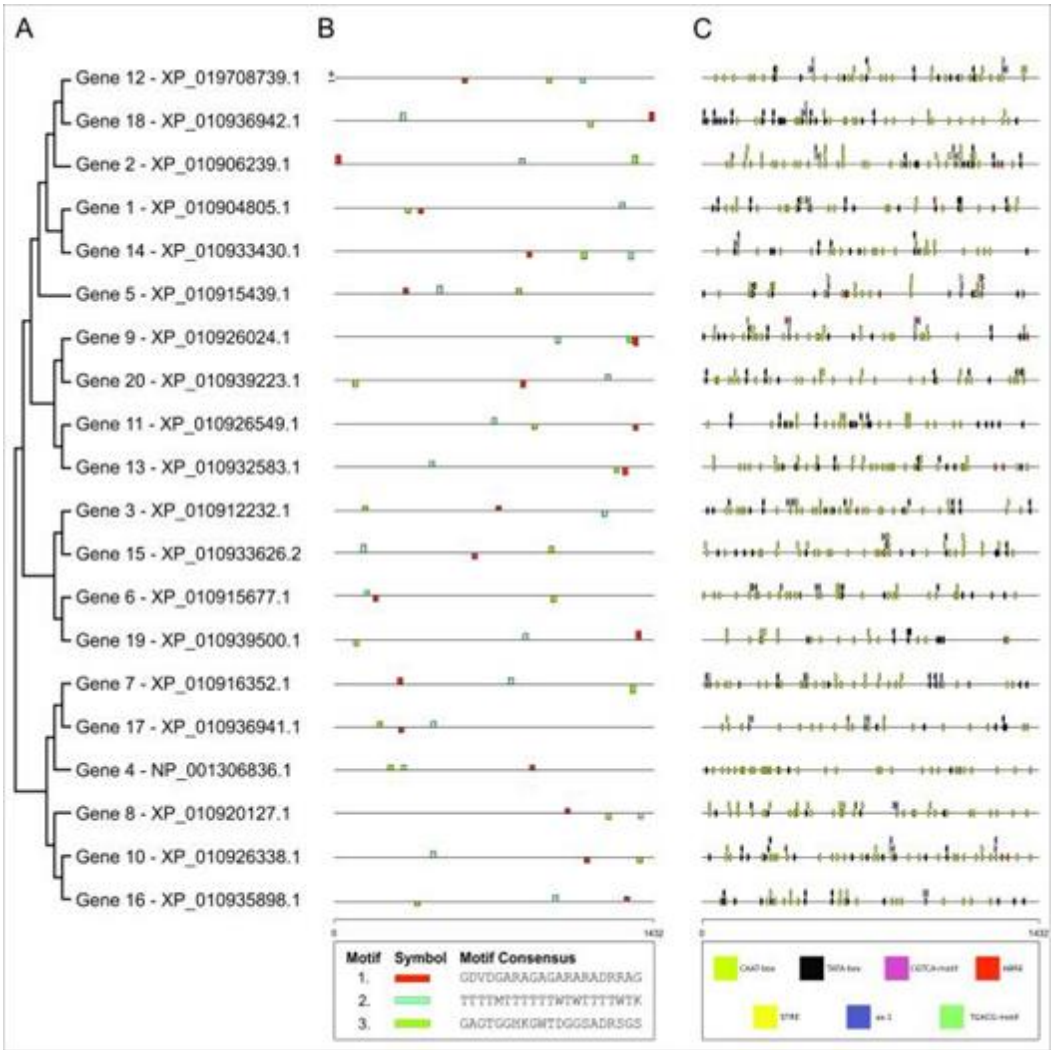 A B C
Gene 12 - XP_019708739.1
Gene 18 - XP_010936942.1
Gene 2 - XP_010906239.1
Gene 1 - XP_010904805.1
Gene 14 - XP_010933430.1
Gene 5 - XP_010915439.1
Gene 9 - XP_010926024.1
Gene 20 - XP_010939223.1
Gene 11 - XP_010926549.1
Gene 13 - XP_010932583.1
Gene 3 - XP_010912232.1
Gene 15 - XP_010933626.2
Gene 6 - XP_010915677.1
Gene 19 - XP_010939500.1
Gene 7 - XP_010916352.1
Gene 17 - XP_010936941.1
Gene 4 - NP_001306836.1
Gene 8 - XP_010920127.1
Gene 10 - XP_010926338.1
Gene 16 - XP_010935898.1
0 1432 0 1432
Motif Symbol Motif Consensus
1. GDVDGARAGAGARARADRRAG
2. TTTTMTTTTTTWTWTTTTWTK
3. GAGTGGMKGWTDGGSADRSGS
CAAT-box TATA-box CGTCA-motif ABRE
STRE as-1 TGACG-motif